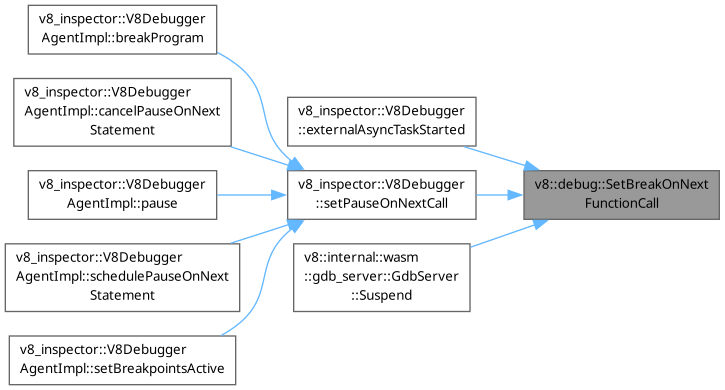 v8_inspector::V8Debugger
AgentImpl::breakProgram
v8_inspector::V8Debugger
AgentImpl::cancelPauseOnNext
Statement
v8_inspector::V8Debugger
AgentImpl::pause
v8_inspector::V8Debugger
AgentImpl::schedulePauseOnNext
Statement
v8_inspector::V8Debugger
AgentImpl::setBreakpointsActive
v8_inspector::V8Debugger
::externalAsyncTaskStarted
v8_inspector::V8Debugger
::setPauseOnNextCall
v8::internal::wasm
::gdb_server::GdbServer
::Suspend
v8::debug::SetBreakOnNext
FunctionCall